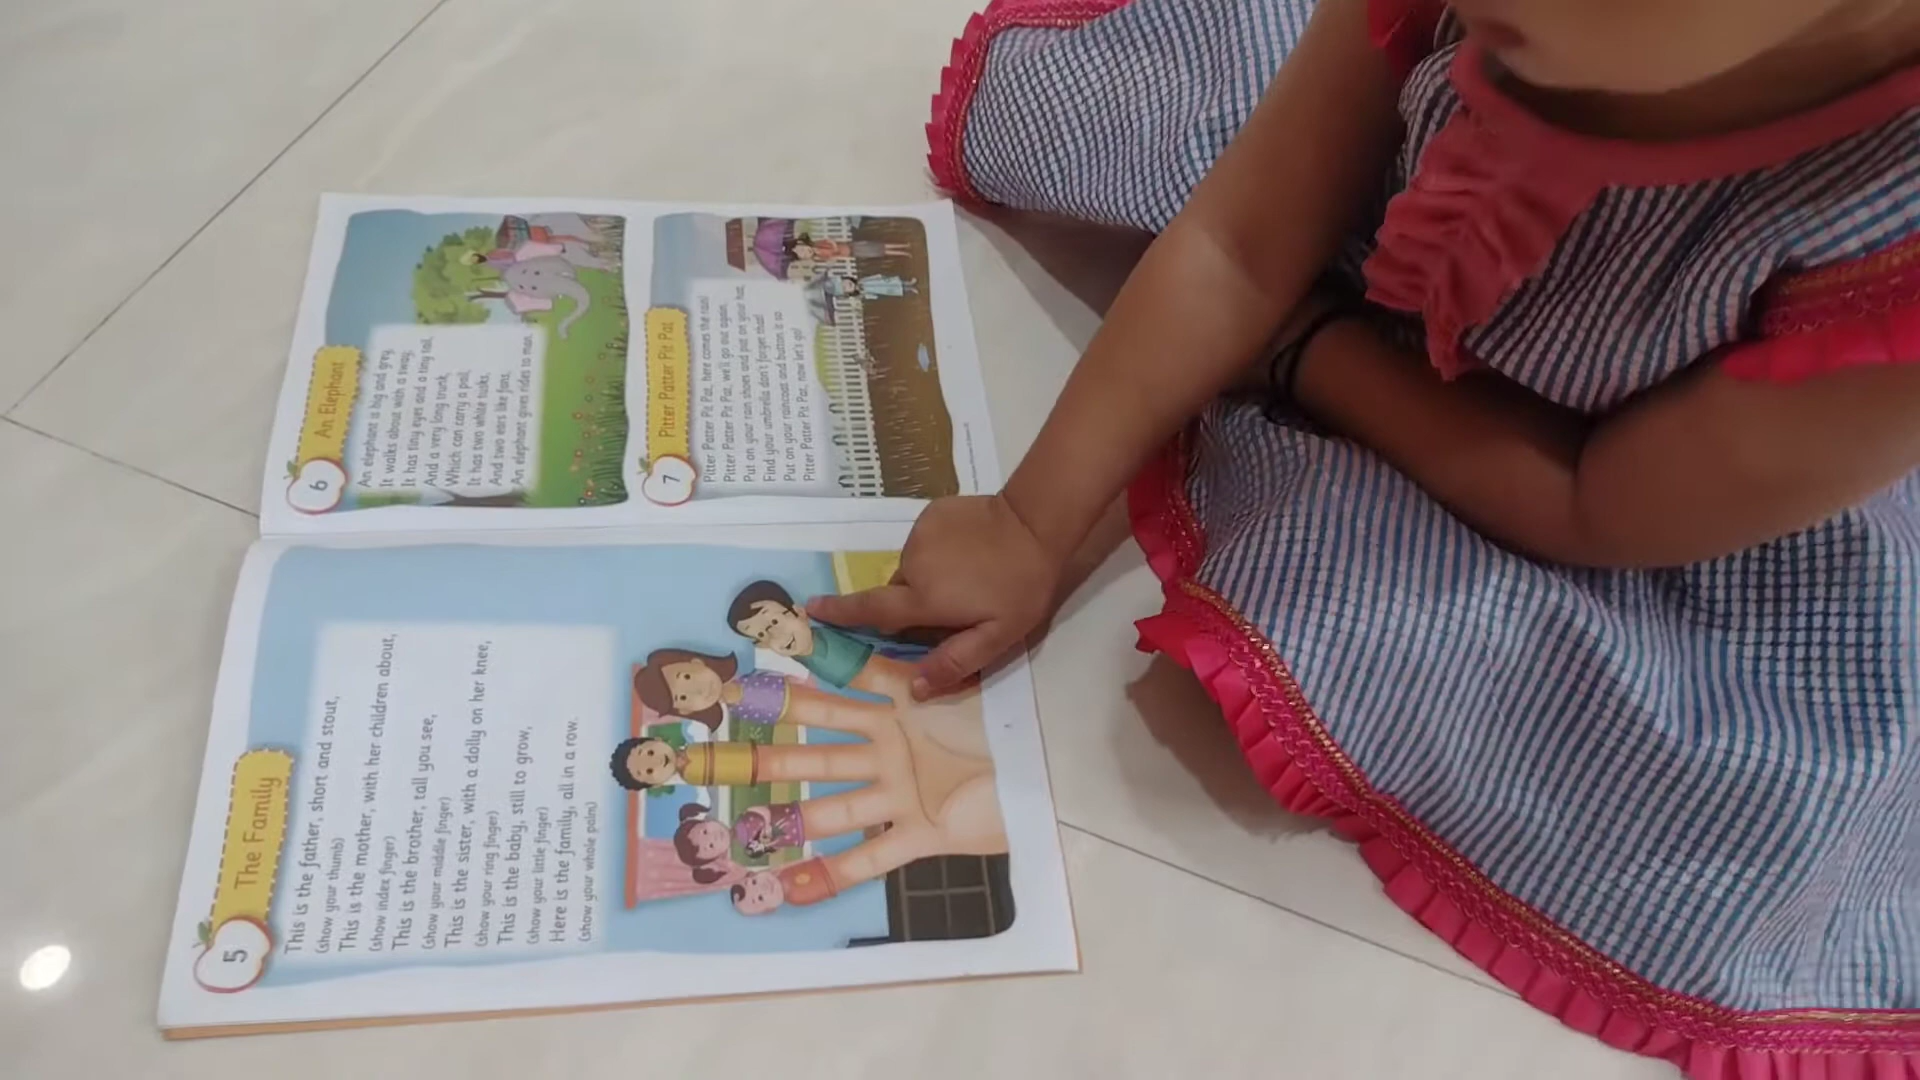 5
The Family
This is the father, short and stout,
(show your thumb)
This is the mother, with her children about,
(show index finger)
This is the brother, tall you see,
(show your middle finger)
This is the sister, with a dolly on her knee,
(show your ring finger)
This is the baby, still to grow,
(show your little finger)
Here is the family, all in a row.
(show your whole palm)
6
An Elephant
An elephant is big and grey,
It walks about with a sway,
It has tiny eyes and a tiny tail,
And a very long trunk,
Which can carry a pail,
It has two white tusks,
And two ears like fans,
An elephant gives rides to man.
7
Pitter Patter Pit Pat
Pitter Patter Pit Pat, here comes the rain!
Pitter Patter Pit Pat, we'll go out again,
Put on your rain shoes and put on your hat,
Find your umbrella don't forget that!
Put on your raincoat and button it so
Pitter Patter Pit Pat, now let's go!